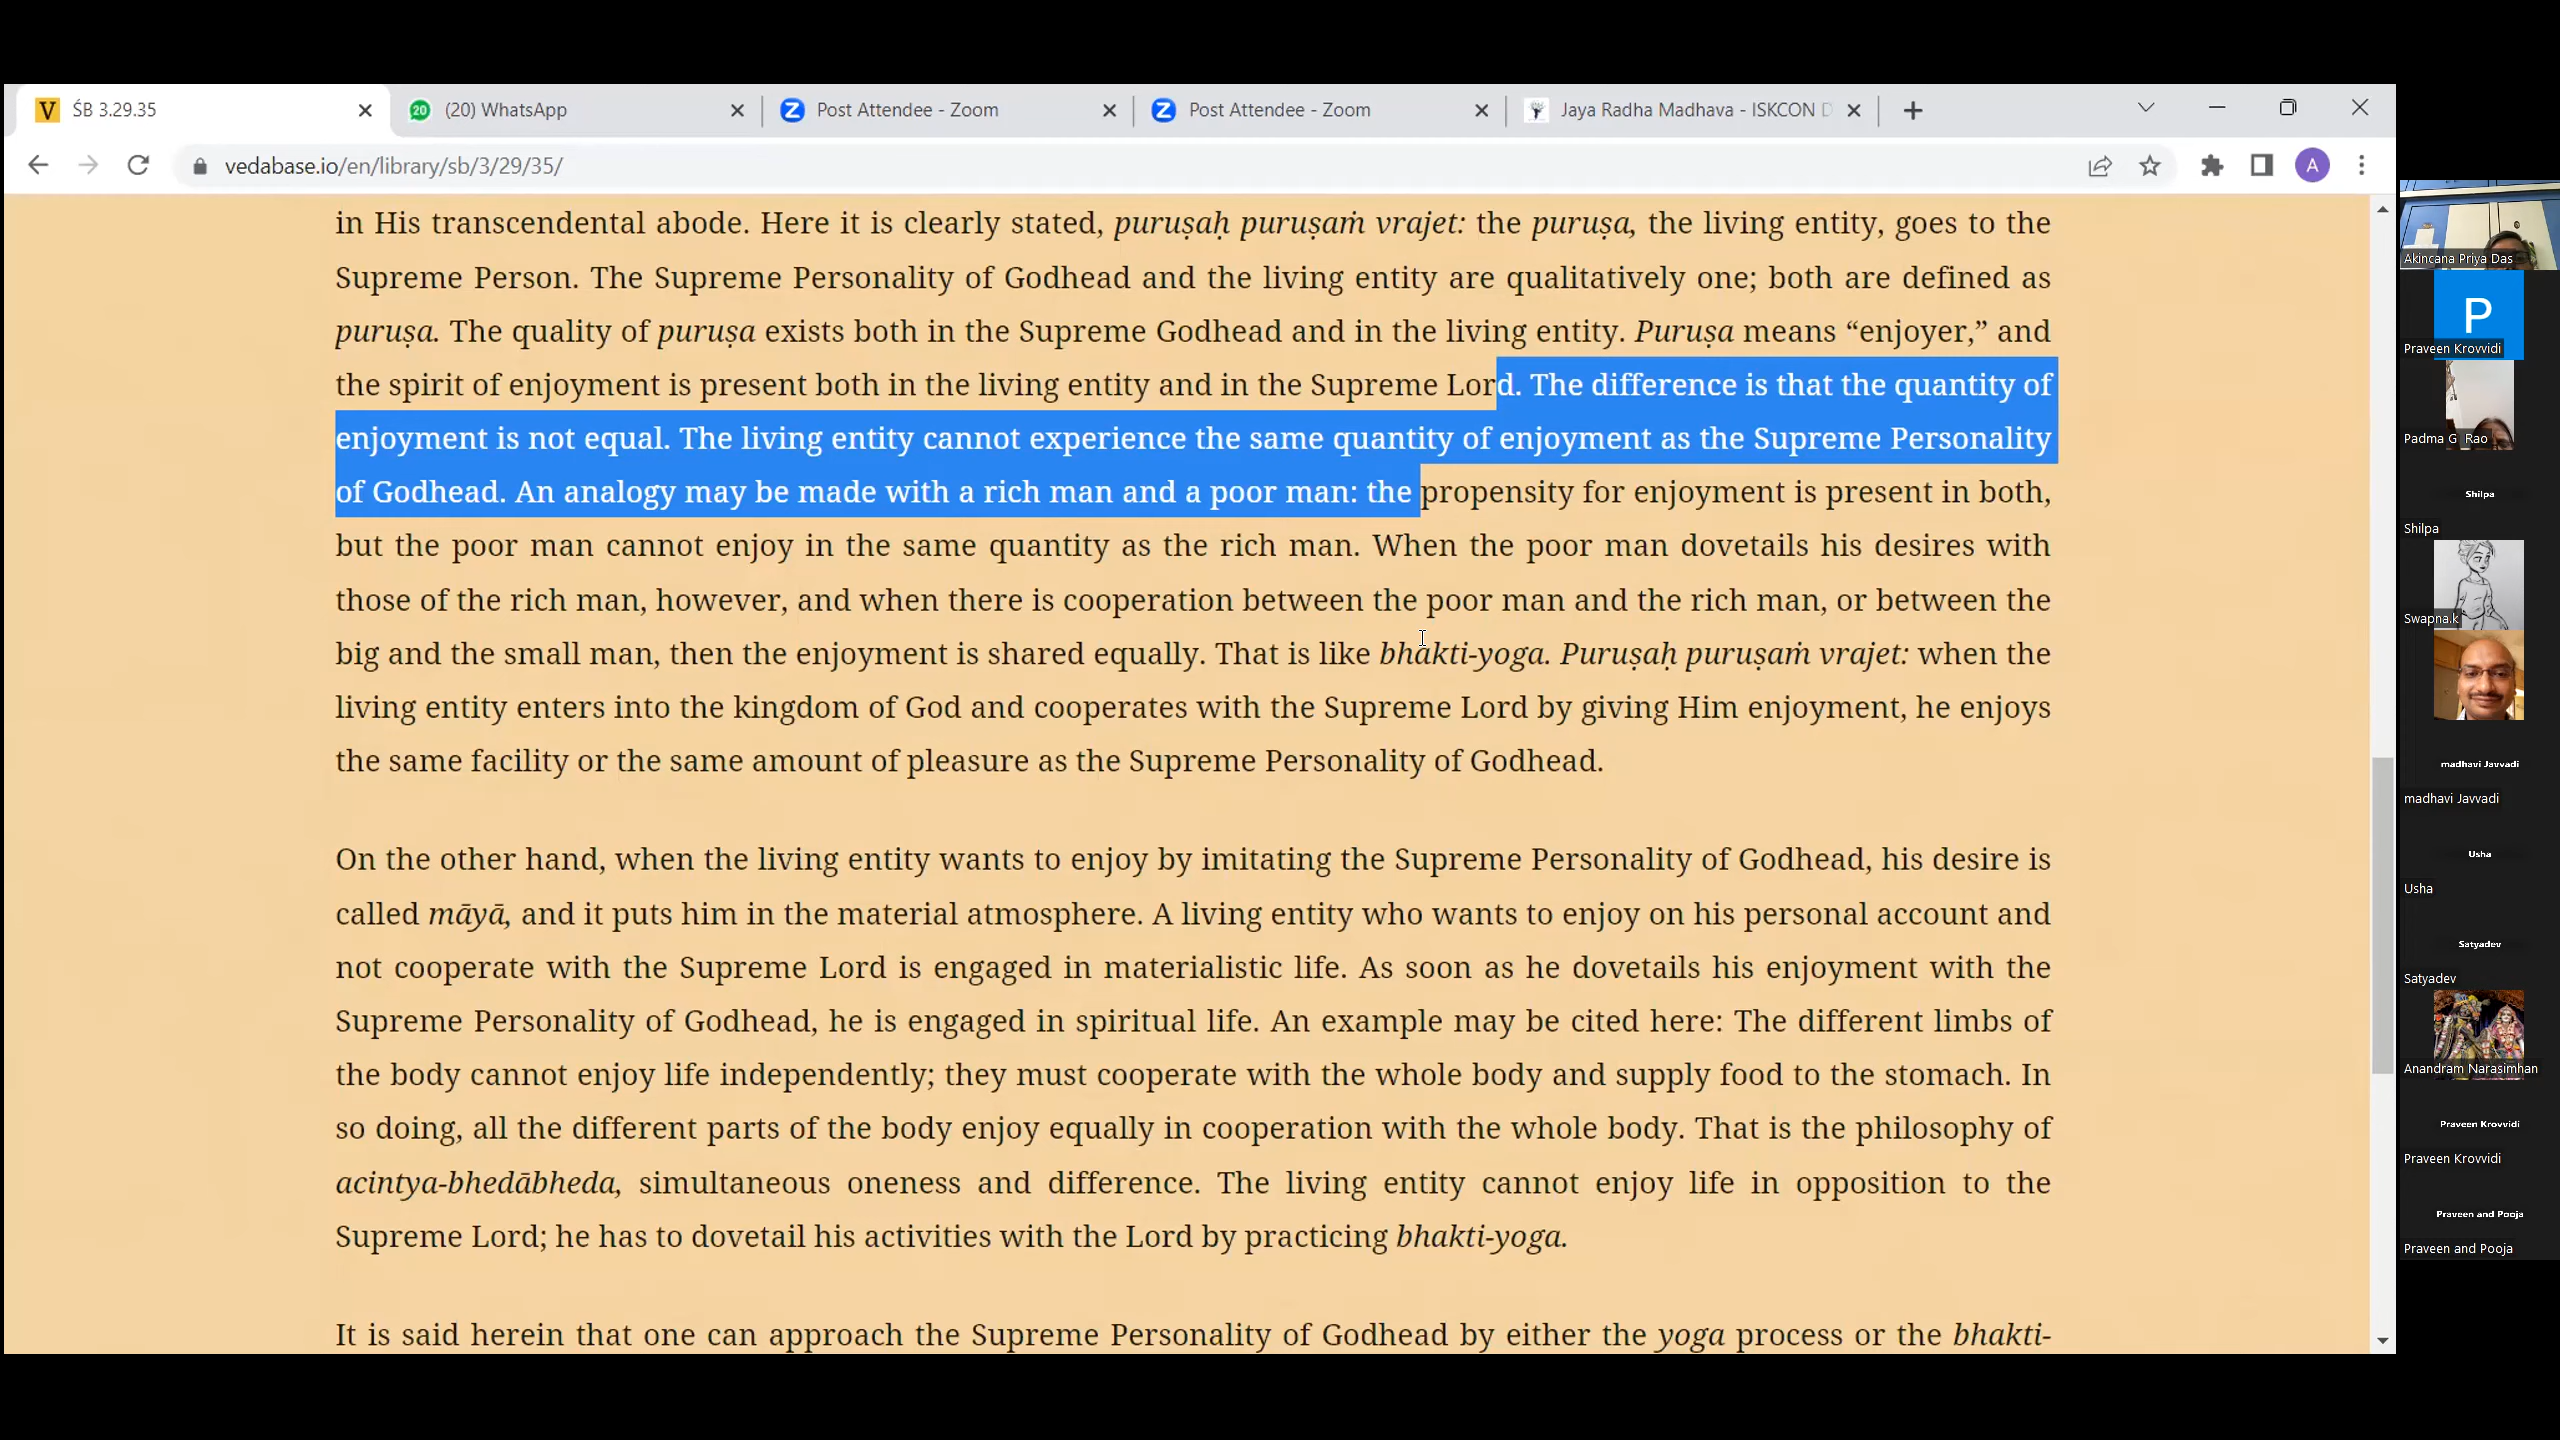 ŚB 3.29.35
(20) WhatsApp
Post Attendee - Zoom
Post Attendee - Zoom
Jaya Radha Madhava - ISKCON D
vedabase.io/en/library/sb/3/29/35/
A
in His transcendental abode. Here it is clearly stated, puruṣaḥ puruṣaṁ vrajet: the puruṣa, the living entity, goes to the
Supreme Person. The Supreme Personality of Godhead and the living entity are qualitatively one; both are defined as
puruṣa. The quality of puruṣa exists both in the Supreme Godhead and in the living entity. Puruṣa means “enjoyer,” and
the spirit of enjoyment is present both in the living entity and in the Supreme Lord. The difference is that the quantity of
enjoyment is not equal. The living entity cannot experience the same quantity of enjoyment as the Supreme Personality
of Godhead. An analogy may be made with a rich man and a poor man: the propensity for enjoyment is present in both,
but the poor man cannot enjoy in the same quantity as the rich man. When the poor man dovetails his desires with
those of the rich man, however, and when there is cooperation between the poor man and the rich man, or between the
big and the small man, then the enjoyment is shared equally. That is like bhakti-yoga. Puruṣaḥ puruṣaṁ vrajet: when the
living entity enters into the kingdom of God and cooperates with the Supreme Lord by giving Him enjoyment, he enjoys
the same facility or the same amount of pleasure as the Supreme Personality of Godhead.
On the other hand, when the living entity wants to enjoy by imitating the Supreme Personality of Godhead, his desire is
called māyā, and it puts him in the material atmosphere. A living entity who wants to enjoy on his personal account and
not cooperate with the Supreme Lord is engaged in materialistic life. As soon as he dovetails his enjoyment with the
Supreme Personality of Godhead, he is engaged in spiritual life. An example may be cited here: The different limbs of
the body cannot enjoy life independently; they must cooperate with the whole body and supply food to the stomach. In
so doing, all the different parts of the body enjoy equally in cooperation with the whole body. That is the philosophy of
acintya-bhedābheda, simultaneous oneness and difference. The living entity cannot enjoy life in opposition to the
Supreme Lord; he has to dovetail his activities with the Lord by practicing bhakti-yoga.
It is said herein that one can approach the Supreme Personality of Godhead by either the yoga process or the bhakti-
Akincana Priya Das
P
Praveen Krovvidi
Padma G Rao
Shilpa
Shilpa
Swapna.k
madhavi Javvadi
madhavi Javvadi
Usha
Usha
Satyadev
Satyadev
Anandram Narasimhan
Praveen Krovvidi
Praveen Krovvidi
Praveen and Pooja
Praveen and Pooja